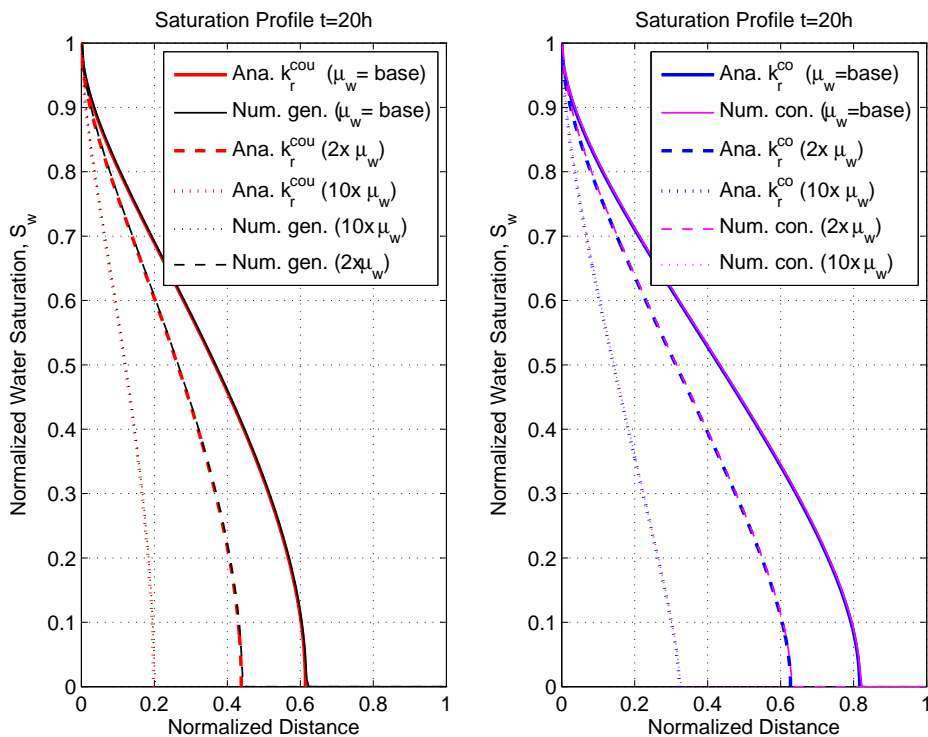 Saturation Profile t=20h
Normalized Water Saturation, S_w
1
0.9
0.8
0.7
0.6
0.5
0.4
0.3
0.2
0.1
0
Ana. k_r^cou (μ_w= base)
Num. gen. (μ_w= base)
Ana. k_r^cou (2x μ_w)
Ana. k_r^cou (10x μ_w)
Num. gen. (10x μ_w)
Num. gen. (2xμ_w)
0 0.2 0.4 0.6 0.8 1
Normalized Distance
Saturation Profile t=20h
Normalized Water Saturation, S_w
1
0.9
0.8
0.7
0.6
0.5
0.4
0.3
0.2
0.1
0
Ana. k_r^co (μ_w=base)
Num. con. (μ_w=base)
Ana. k_r^co (2x μ_w)
Ana. k_r^co (10x μ_w)
Num. con. (2x μ_w)
Num. con. (10x μ_w)
0 0.2 0.4 0.6 0.8 1
Normalized Distance